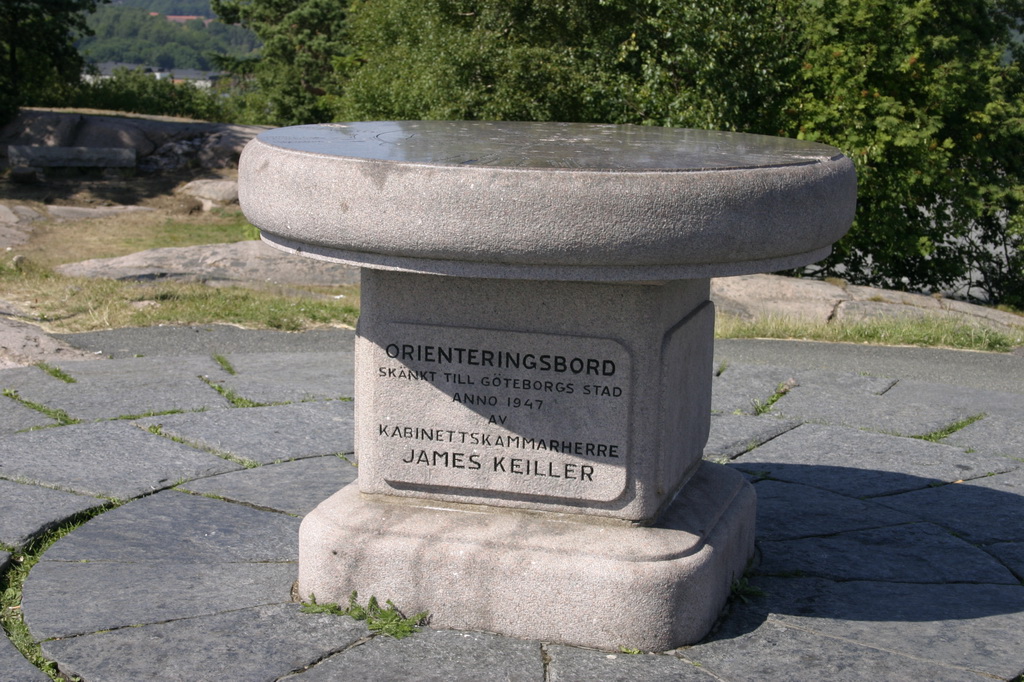 ORIENTERINGSBORD
SKÄNKT TILL GÖTEBORGS STAD
ANNO 1947
AV
KABINETTSKAMMARHERRE
JAMES KEILLER